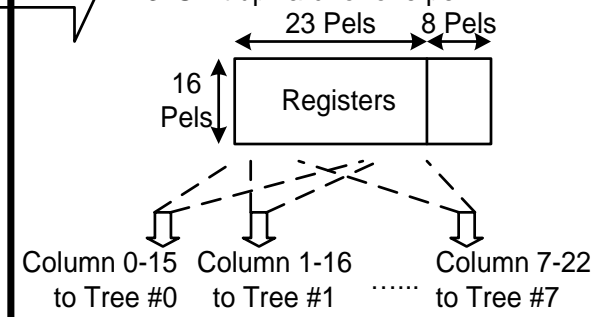 23 Pels 8 Pels
16
Pels
Registers
Column 0-15 Column 1-16 Column 7-22
to Tree #0 to Tree #1 ...... to Tree #7